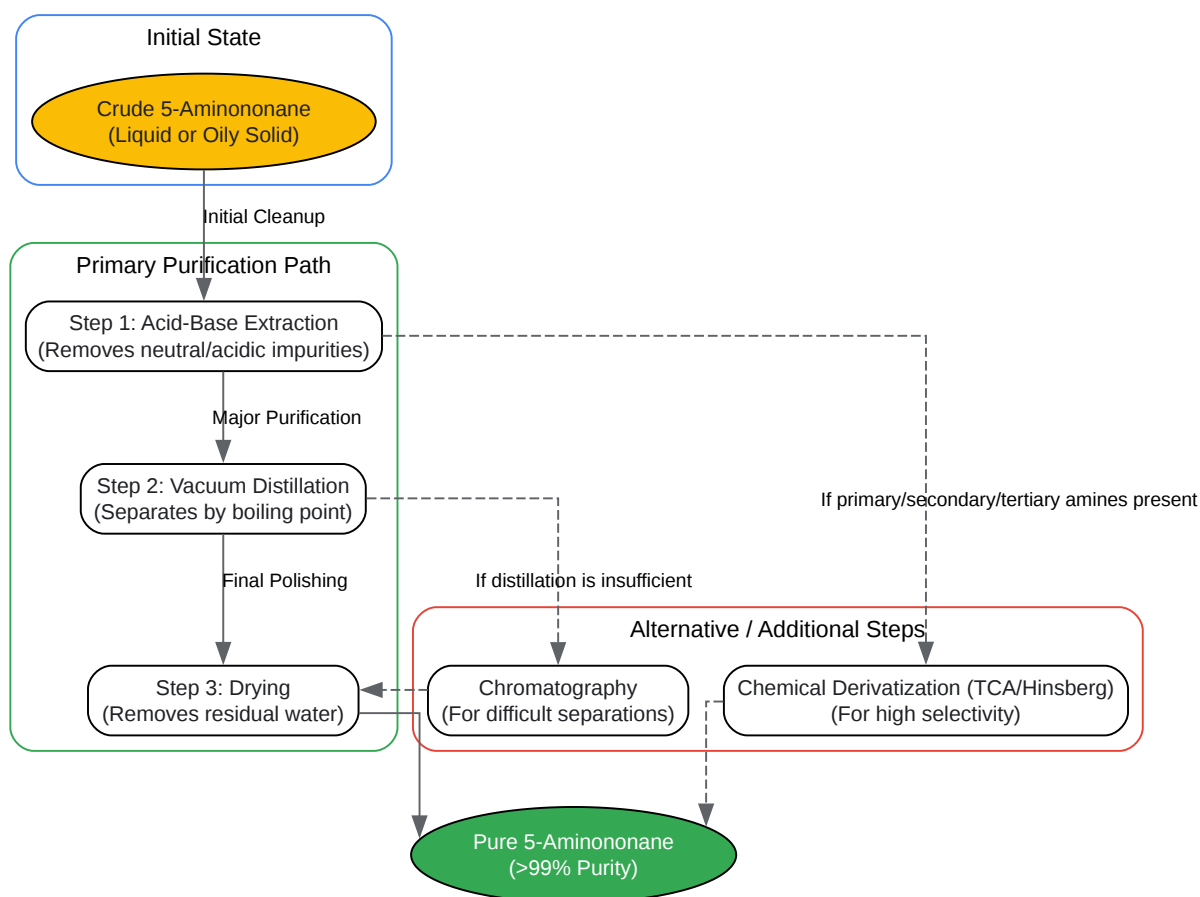 Initial State
Crude 5-Aminononane
(Liquid or Oily Solid)
Initial Cleanup
Primary Purification Path
Step 1: Acid-Base Extraction
(Removes neutral/acidic impurities)
Major Purification
Step 2: Vacuum Distillation
(Separates by boiling point)
If primary/secondary/tertiary amines present
Final Polishing
If distillation is insufficient
Alternative / Additional Steps
Step 3: Drying
(Removes residual water)
Chromatography
(For difficult separations)
Chemical Derivatization (TCA/Hinsberg)
(For high selectivity)
Pure 5-Aminononane
(>99% Purity)